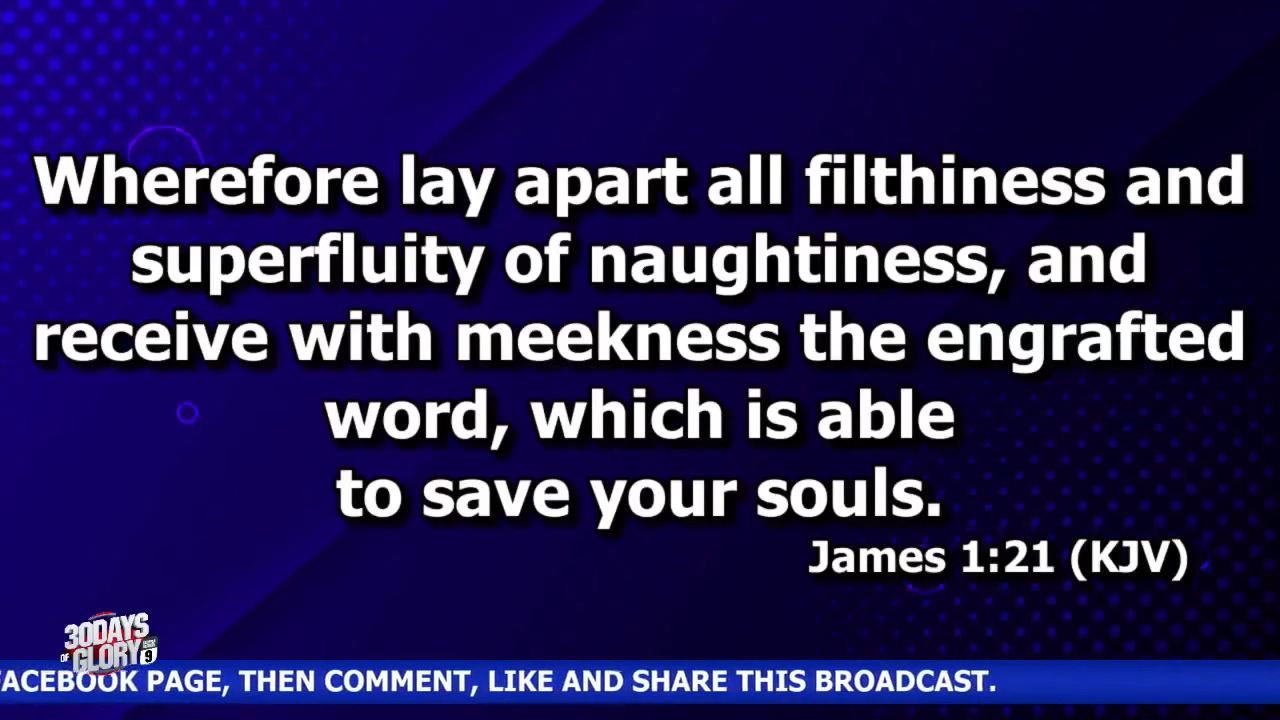 Wherefore lay apart all filthiness and
superfluity of naughtiness, and
receive with meekness the engrafted
word, which is able
to save your souls.
James 1:21 (KJV)
30DAYS
OF GLORY
9
FACEBOOK PAGE, THEN COMMENT, LIKE AND SHARE THIS BROADCAST.